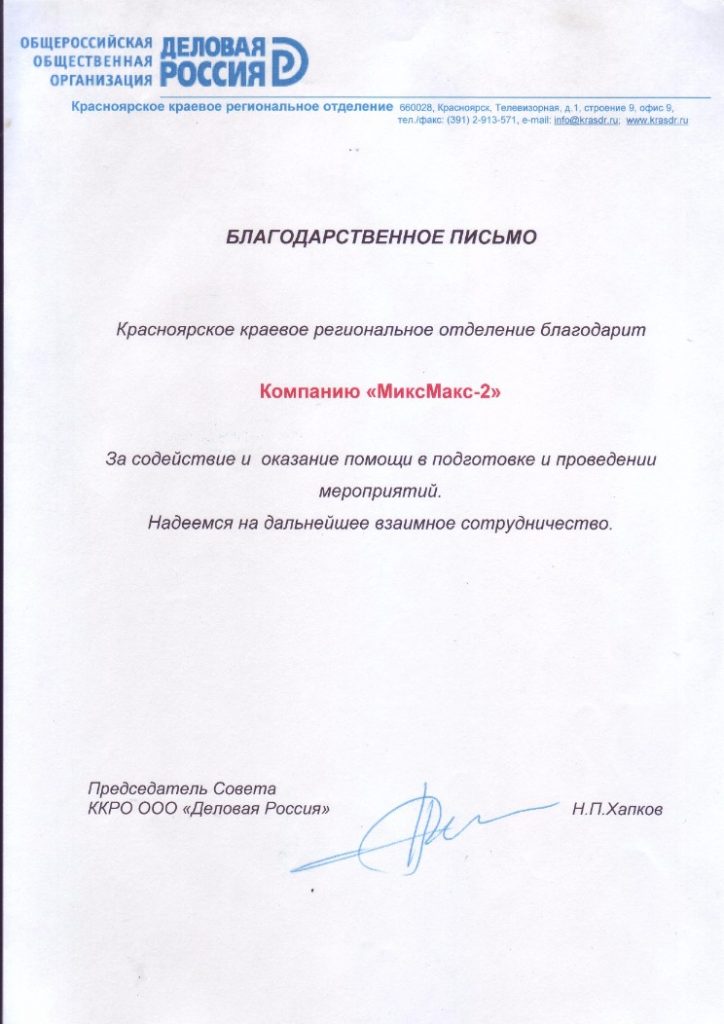 ОБЩЕРОССИЙСКАЯ
ОБЩЕСТВЕННАЯ
ОРГАНИЗАЦИЯ
ДЕЛОВАЯ
РОССИЯ
Красноярское краевое региональное отделение 660028, Красноярск, Телевизорная, д.1, строение 9, офис 9,
тел./факс: (391) 2-913-571, e-mail: info@krasdr.ru; www.krasdr.ru
БЛАГОДАРСТВЕННОЕ ПИСЬМО
Красноярское краевое региональное отделение благодарит
Компанию «МиксМакс-2»
За содействие и оказание помощи в подготовке и проведении
мероприятий.
Надеемся на дальнейшее взаимное сотрудничество.
Председатель Совета
ККРО ООО «Деловая Россия» Н.П.Хапков